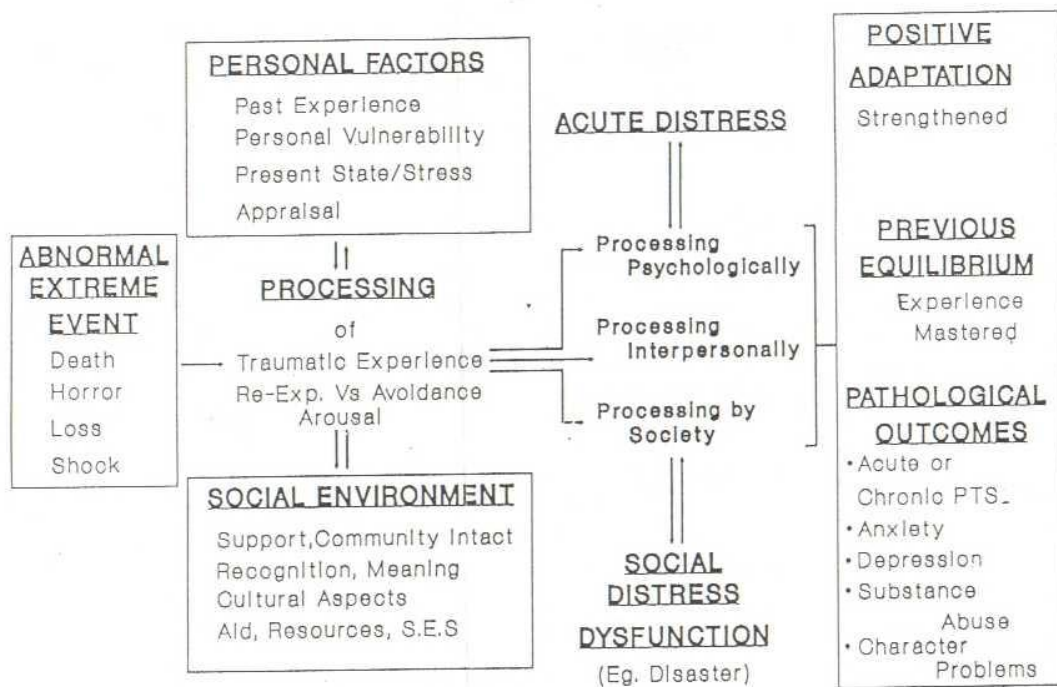 PERSONAL FACTORS
Past Experience
Personal Vulnerability
Present State/Stress
Appraisal
ABNORMAL
EXTREME
EVENT
Death
Horror
Loss
Shock
PROCESSING
of
Traumatic Experience
Re-Exp. Vs Avoidance
Arousal
SOCIAL ENVIRONMENT
Support,Community Intact
Recognition, Meaning
Cultural Aspects
Aid, Resources, S.E.S
ACUTE DISTRESS
Processing
Psychologically
Processing
Interpersonally
Processing by
Society
SOCIAL
DISTRESS
DYSFUNCTION
(Eg. Disaster)
POSITIVE
ADAPTATION
Strengthened
PREVIOUS
EQUILIBRIUM
Experience
Mastered
PATHOLOGICAL
OUTCOMES
• Acute or
Chronic PTS_
• Anxiety
• Depression
• Substance
Abuse
• Character
Problems